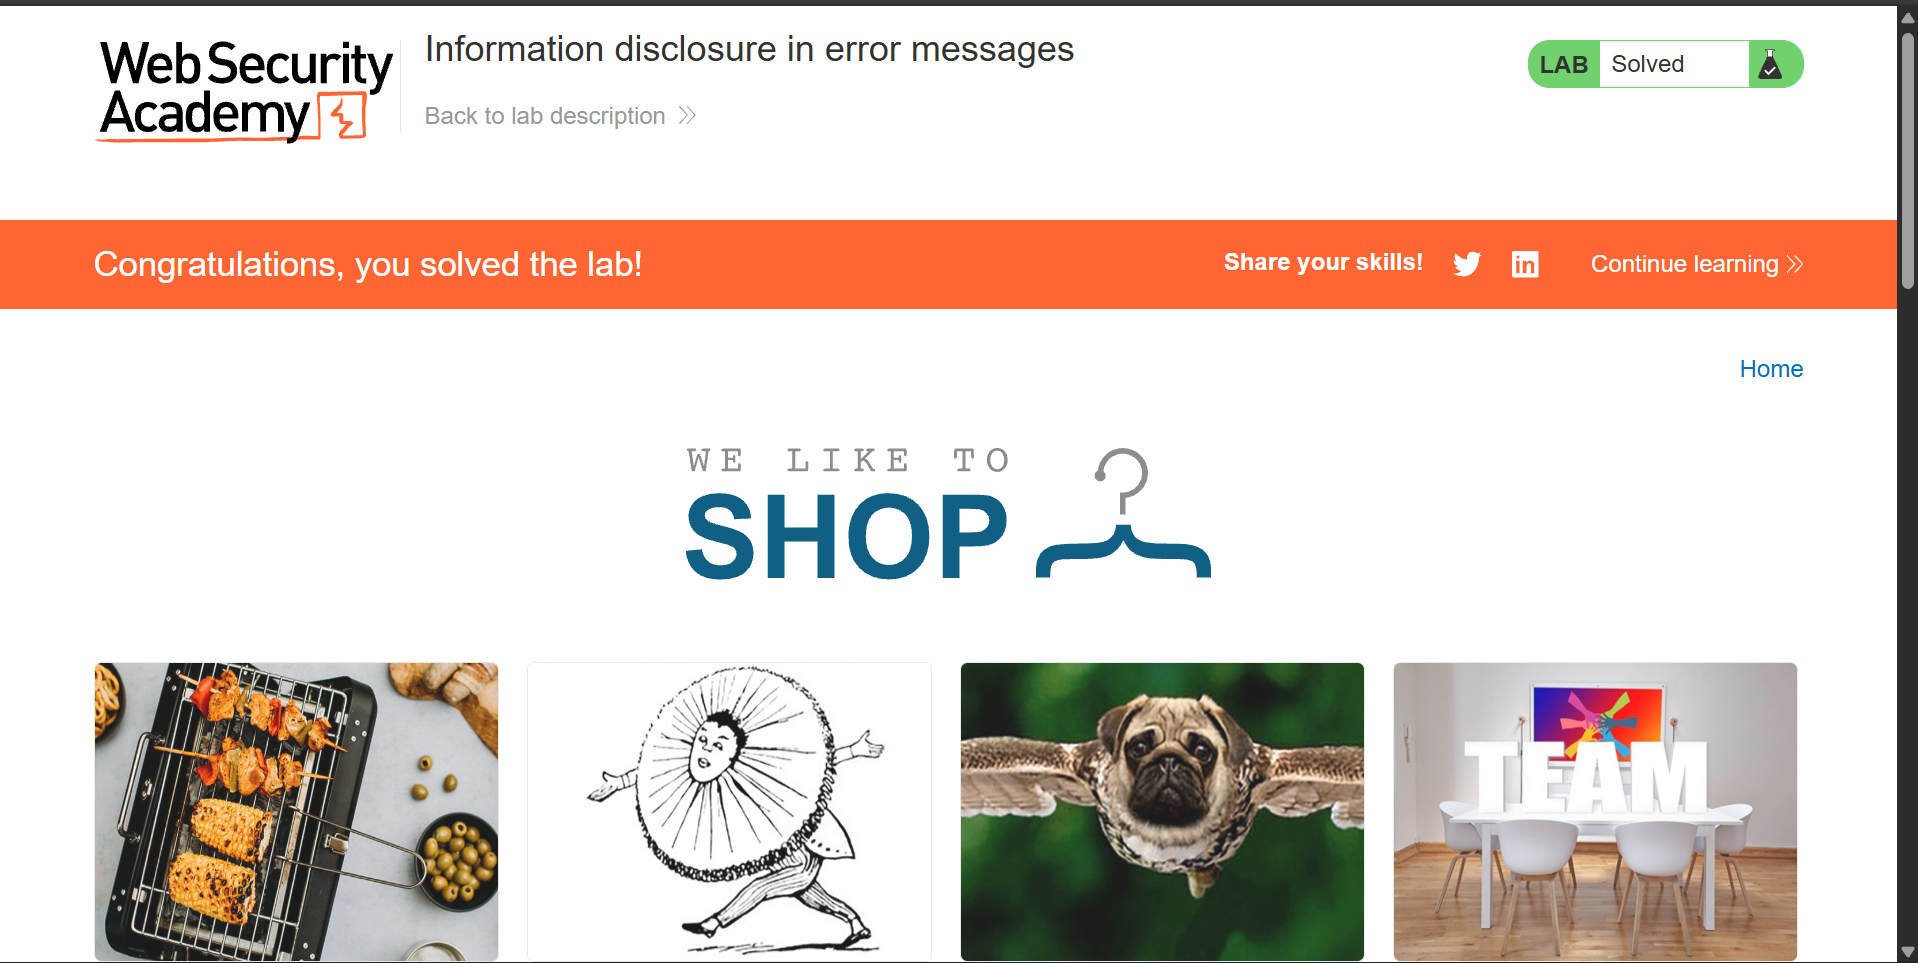 Web Security
Academy
Information disclosure in error messages
Back to lab description
LAB
Solved
Congratulations, you solved the lab!
Share your skills!
Continue learning
Home
WE LIKE TO
SHOP
TEAM